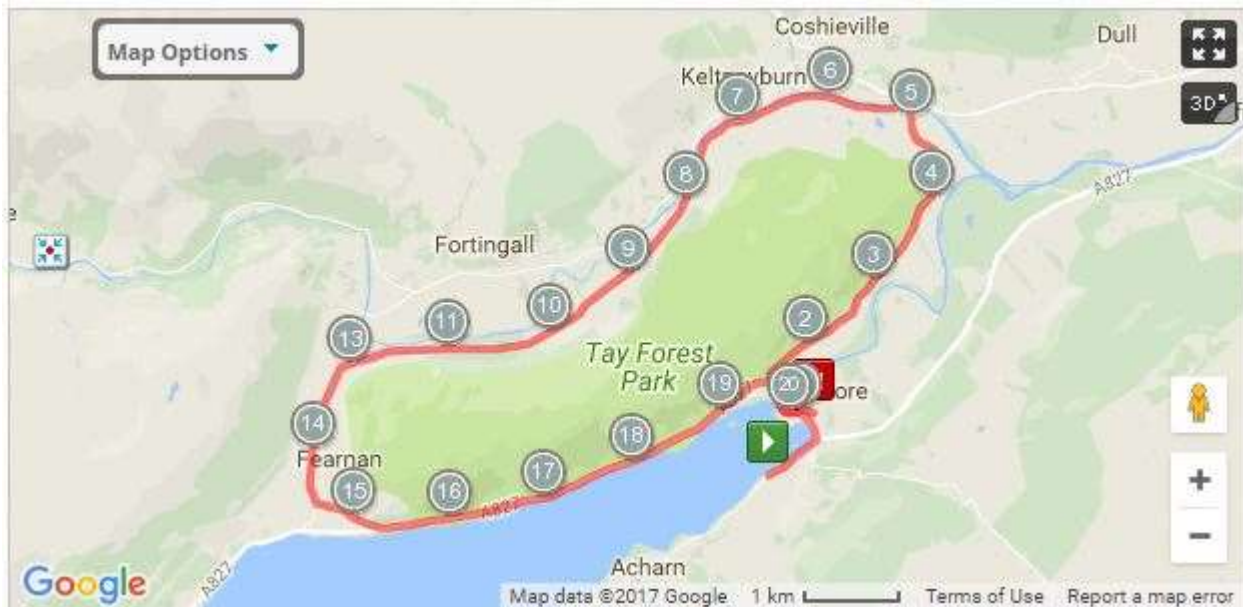 Map Options
Coshieville
Dull
6
7
5
3D
8
4
A827
9
Fortingall
3
10
2
11
13
Tay Forest
Park
19
20
14
18
Fearnan
17
15
16
A827
Acharn
A827
Google
Map data ©2017 Google
1 km
Terms of Use
Report a map error